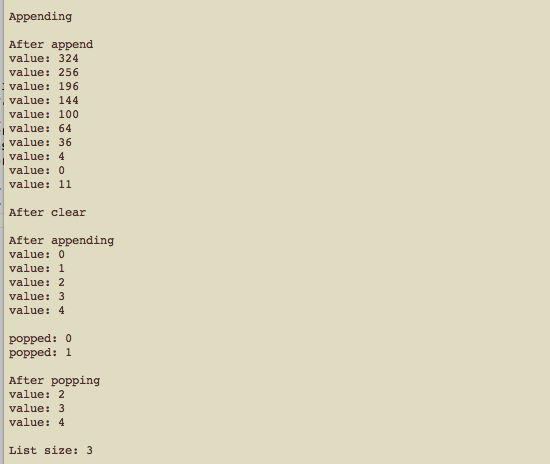 Appending
After append
value: 324
value: 256
value: 196
value: 144
value: 100
value: 64
value: 36
value: 4
value: 0
value: 11
After clear
After appending
value: 0
value: 1
value: 2
value: 3
value: 4
popped: 0
popped: 1
After popping
value: 2
value: 3
value: 4
List size: 3